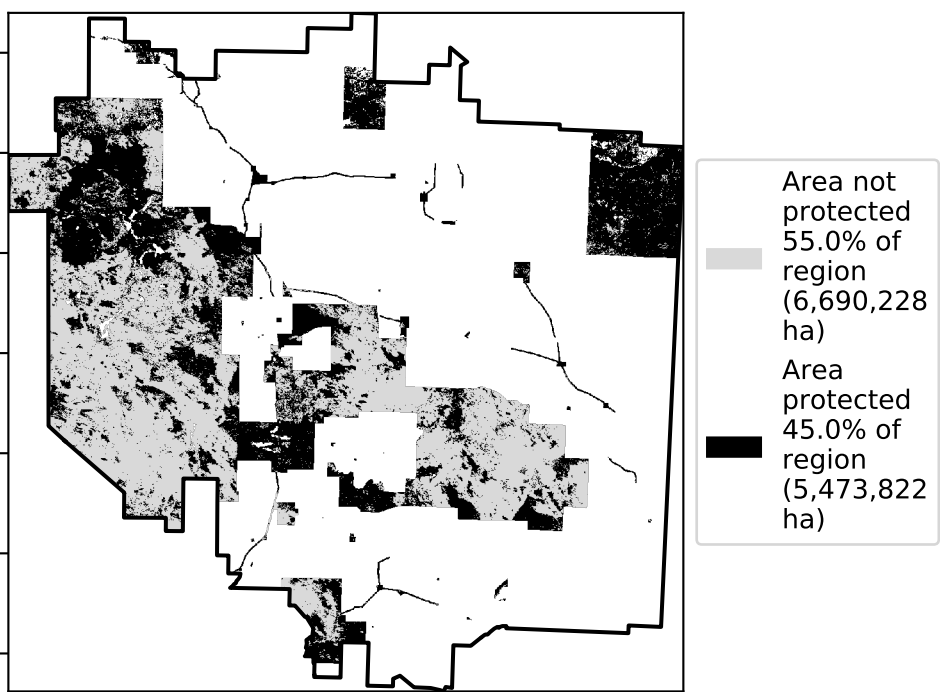 Area not
protected
55.0% of
region
(6,690,228
ha)
Area
protected
45.0% of
region
(5,473,822
ha)